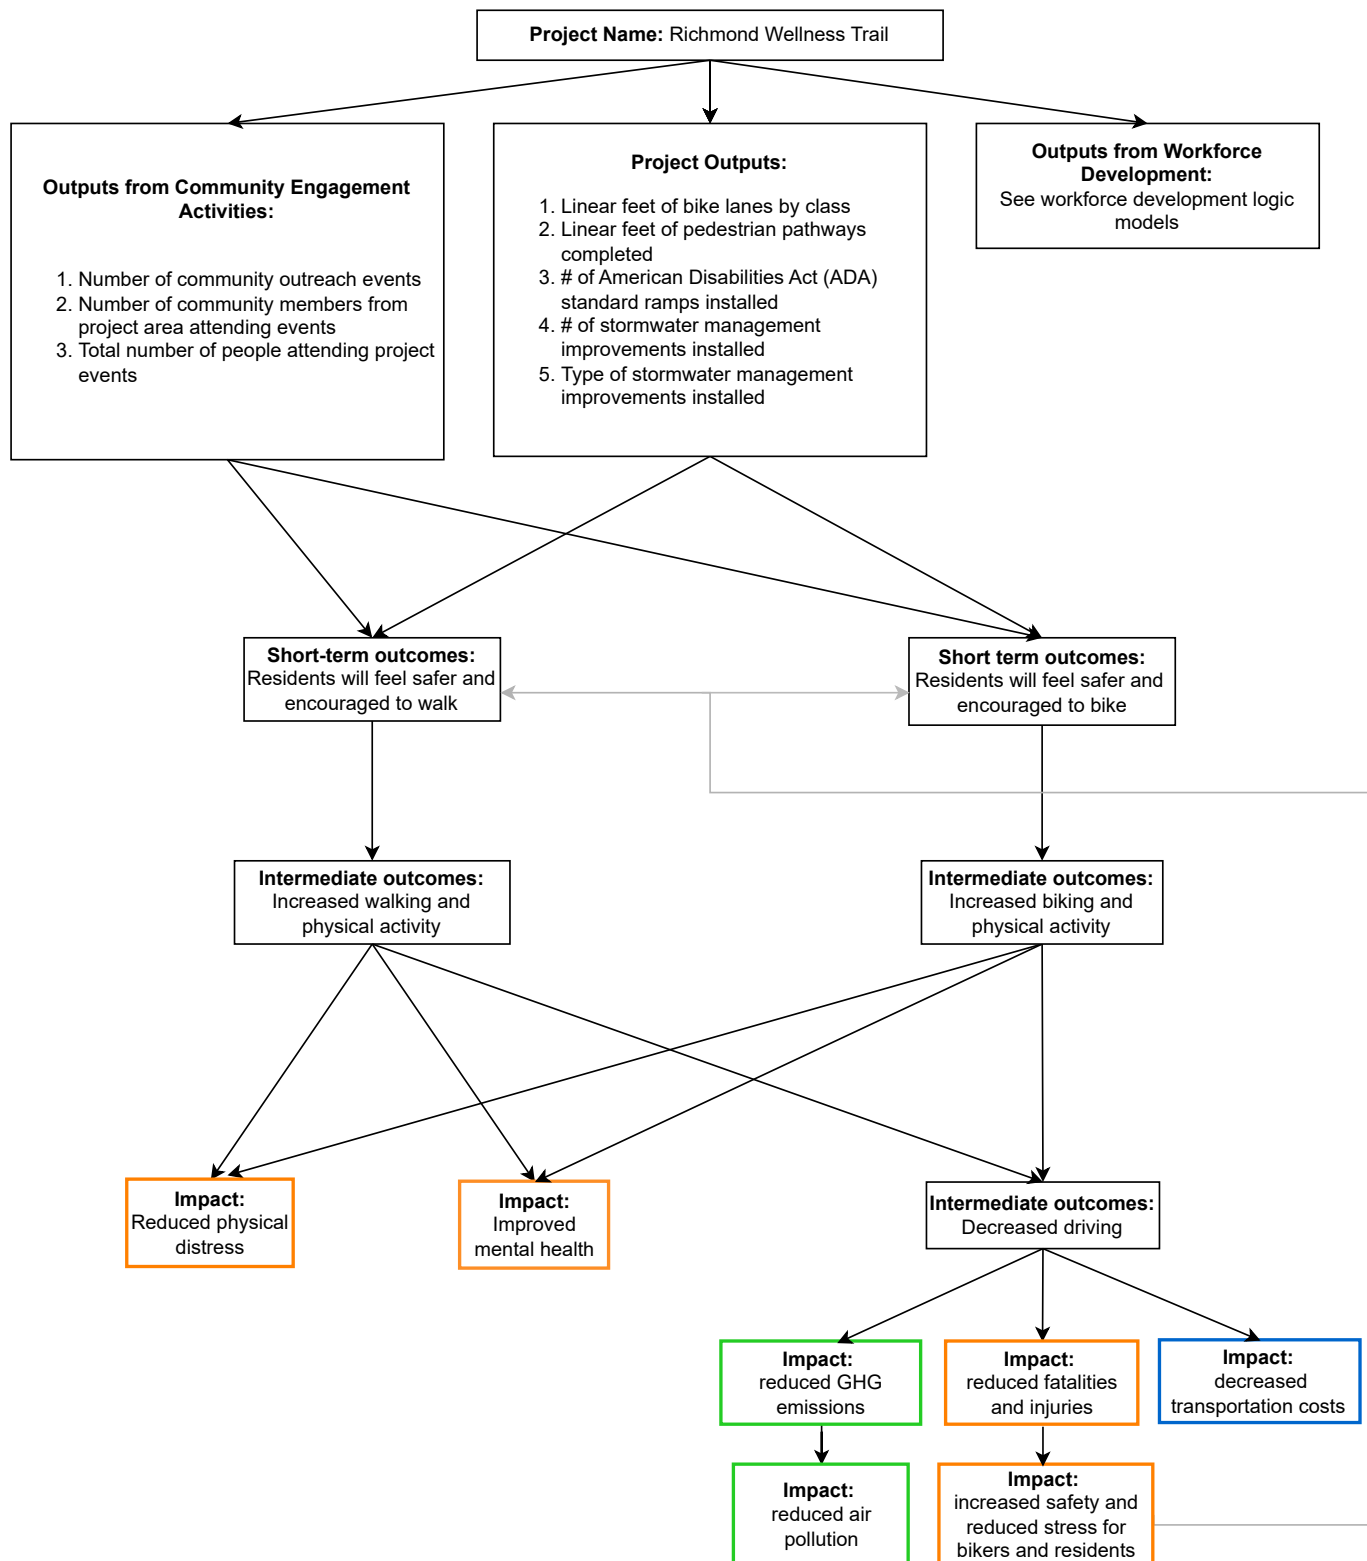 Project Name: Richmond Wellness Trail
Outputs from Community Engagement
Activities:
1. Number of community outreach events
2. Number of community members from
project area attending events
3. Total number of people attending project
events
Project Outputs:
1. Linear feet of bike lanes by class
2. Linear feet of pedestrian pathways
completed
3. # of American Disabilities Act (ADA)
standard ramps installed
4. # of stormwater management
improvements installed
5. Type of stormwater management
improvements installed
Outputs from Workforce
Development:
See workforce development logic
models
Short-term outcomes:
Residents will feel safer and
encouraged to walk
Short term outcomes:
Residents will feel safer and
encouraged to bike
Intermediate outcomes:
Increased walking and
physical activity
Intermediate outcomes:
Increased biking and
physical activity
Impact:
Reduced physical
distress
Impact:
Improved
mental health
Intermediate outcomes:
Decreased driving
Impact:
reduced GHG
emissions
Impact:
reduced fatalities
and injuries
Impact:
decreased
transportation costs
Impact:
reduced air
pollution
Impact:
increased safety and
reduced stress for
bikers and residents